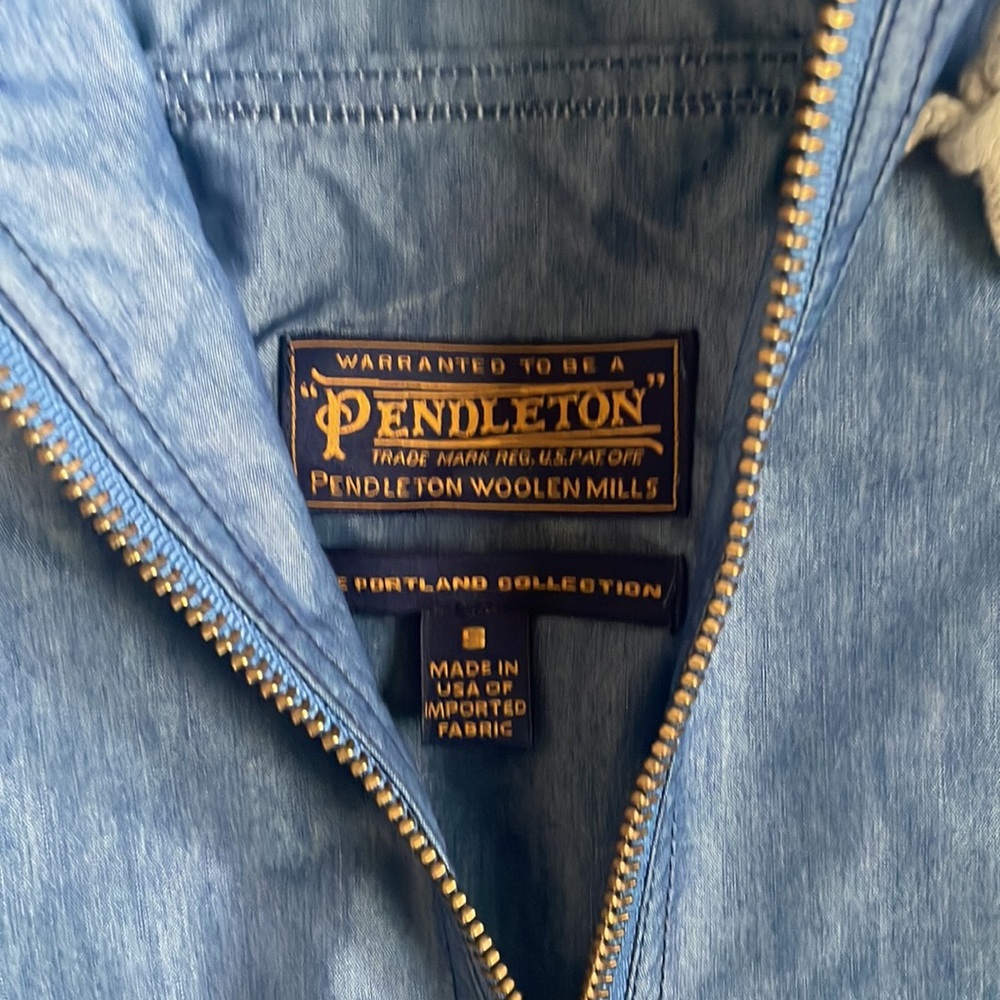 WARRANTED TO BE A
"PENDLETON"
TRADE MARK REG. U.S. PAT. OFF.
PENDLETON WOOLEN MILLS
PORTLAND COLLECTION
S
MADE IN
USA OF
IMPORTED
FABRIC